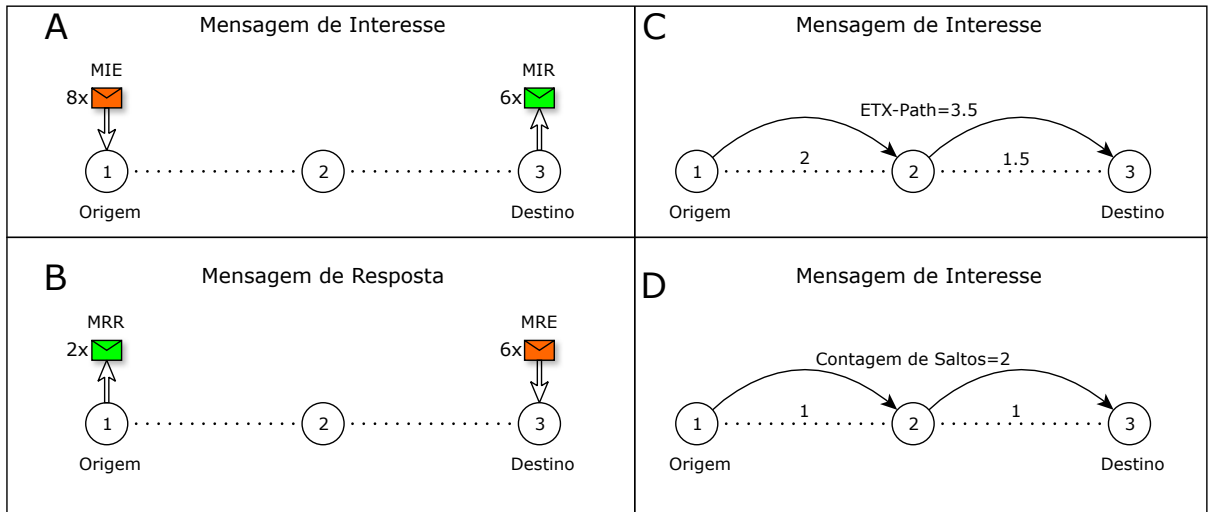 A
Mensagem de Interesse
MIE
8x
MIR
6x
1
2
3
Origem
Destino
B
Mensagem de Resposta
MRR
2x
MRE
6x
1
2
3
Origem
Destino
C
Mensagem de Interesse
ETX-Path=3.5
2
1.5
1
2
3
Origem
Destino
D
Mensagem de Interesse
Contagem de Saltos=2
1
1
1
2
3
Origem
Destino